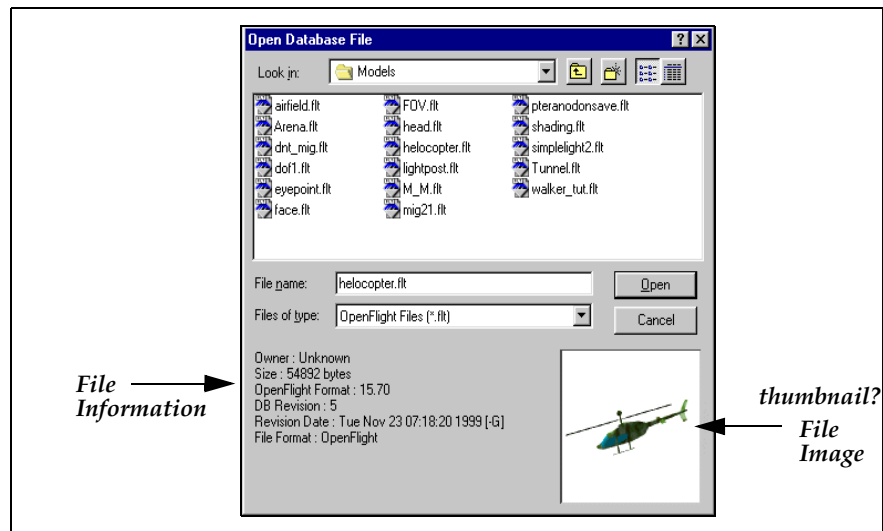 Open Database File
Look in: Models
airfield.flt
Arena.flt
dnt_mig.flt
dof1.flt
eyepoint.flt
face.flt
FOV.flt
head.flt
helocopter.flt
lightpost.flt
M_M.flt
mig21.flt
pteranodonsave.flt
shading.flt
simplelight2.flt
Tunnel.flt
walker_tut.flt
File name: helocopter.flt Open
Files of type: OpenFlight Files (*.flt) Cancel
Owner : Unknown
Size : 54892 bytes
OpenFlight Format : 15.70
DB Revision : 5
Revision Date : Tue Nov 23 07:18:20 1999 [-G]
File Format : OpenFlight
File
Information
thumbnail?
File
Image